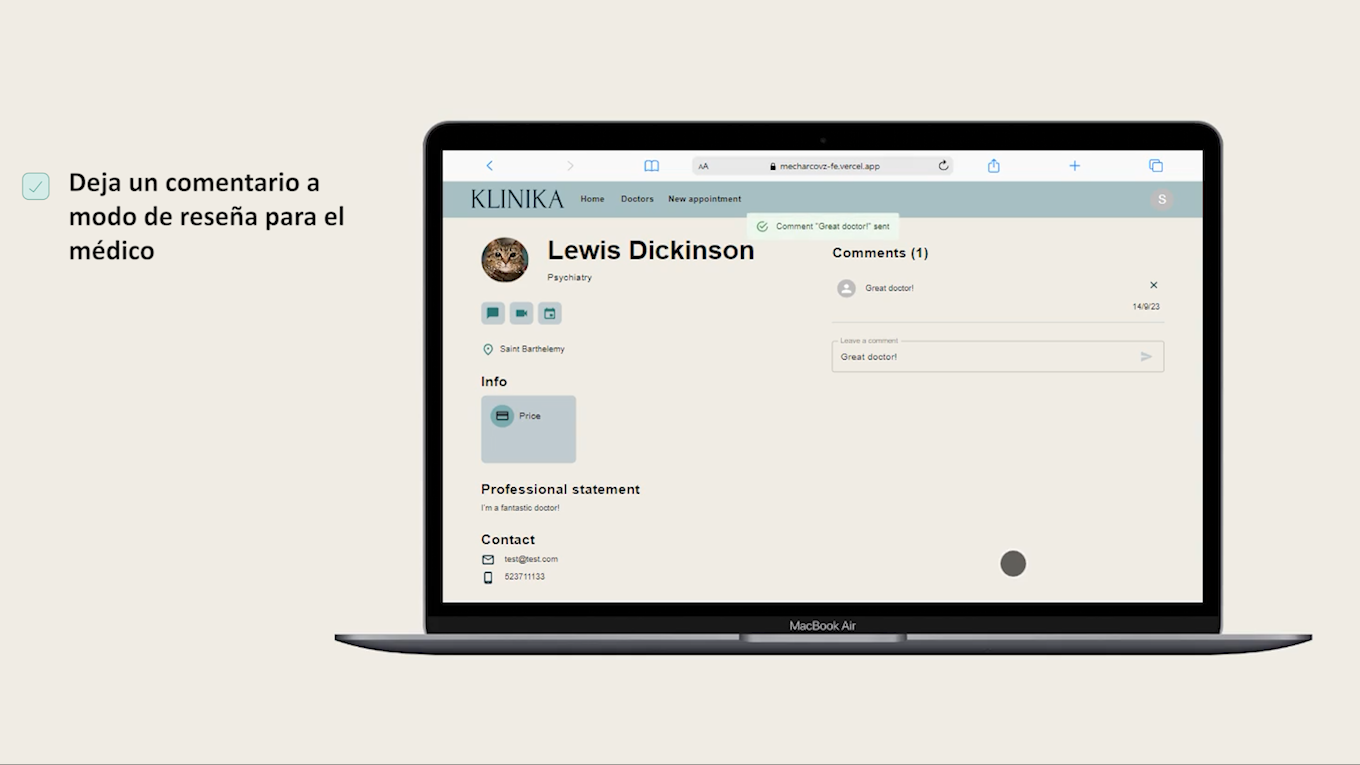 Deja un comentario a
modo de reseña para el
médico
AA
mecharcovz-fe.vercel.app
KLINIKA
Home
Doctors
New appointment
S
Comment "Great doctor!" sent
Lewis Dickinson
Psychiatry
Saint Barthelemy
Info
Price
Professional statement
I'm a fantastic doctor!
Contact
test@test.com
523711133
Comments (1)
Great doctor!
14/9/23
Leave a comment
Great doctor!
MacBook Air